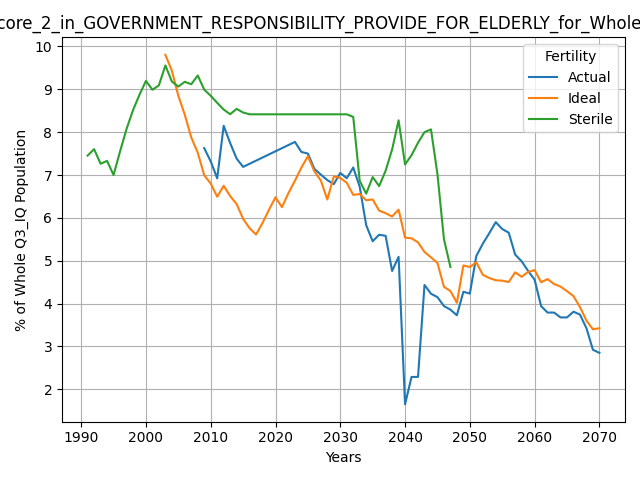 core_2_in_GOVERNMENT_RESPONSIBILITY_PROVIDE_FOR_ELDERLY_for_Whole
10
9
8
7
6
5
4
3
2
% of Whole Q3_IQ Population
Fertility
Actual
Ideal
Sterile
1990 2000 2010 2020 2030 2040 2050 2060 2070
Years